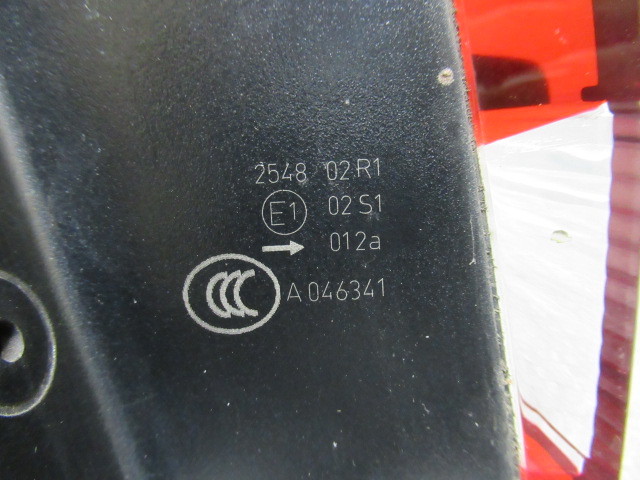 2548 02 R1
E1 02 S1
→ 012a
CCC A 046341